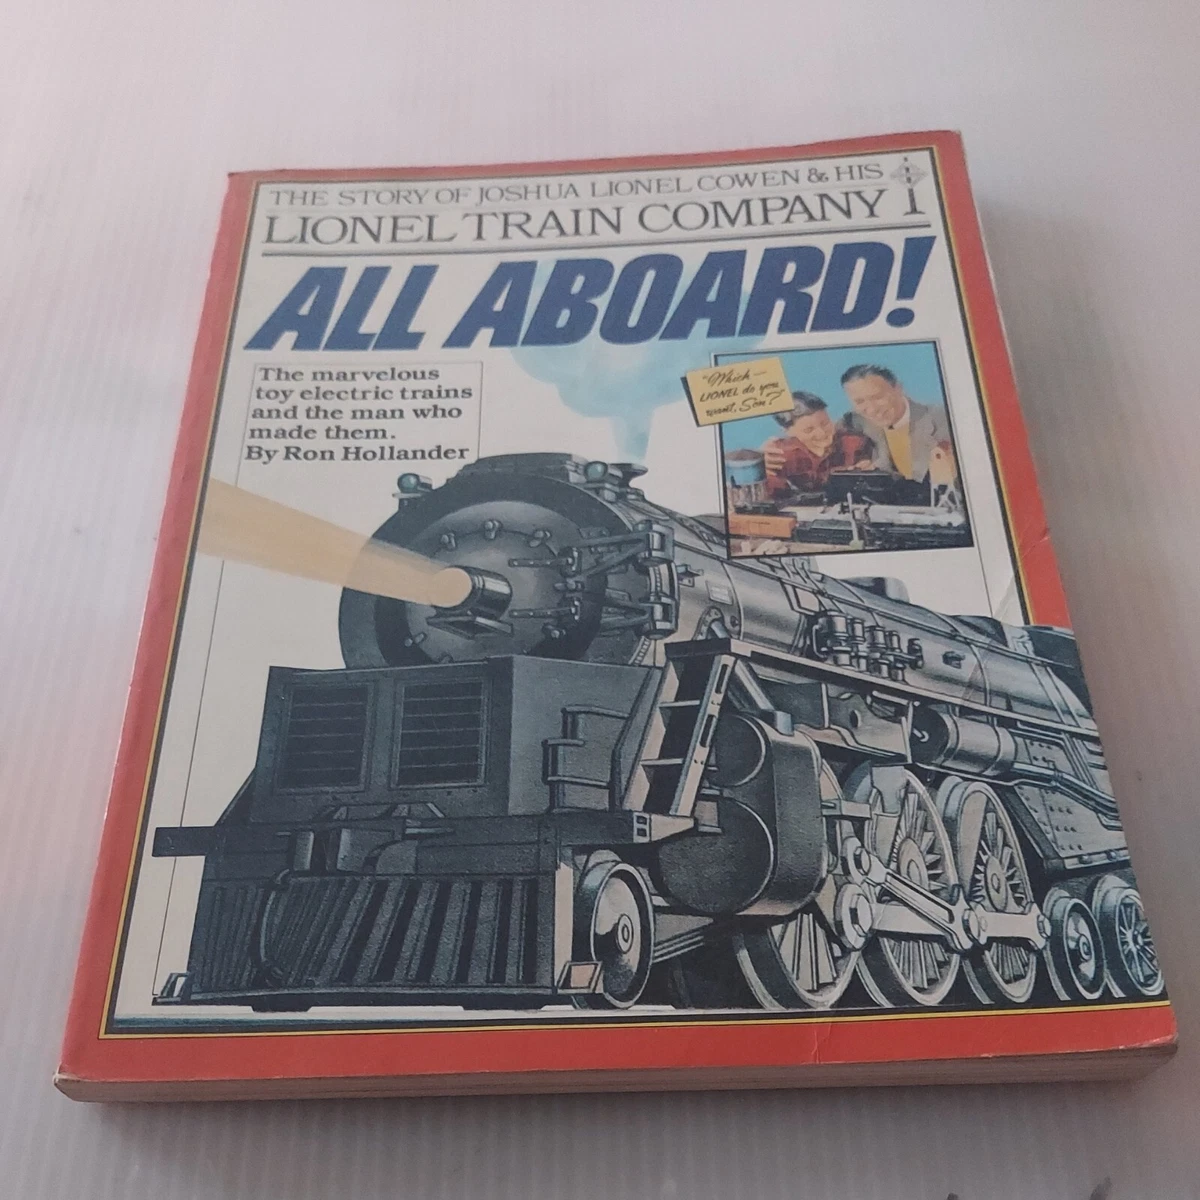 THE STORY OF JOSHUA LIONEL COWEN & HIS
LIONEL TRAIN COMPANY
ALL ABOARD!
The marvelous
toy electric trains
and the man who
made them.
By Ron Hollander
"Which—
LIONEL do you
want, Son?"